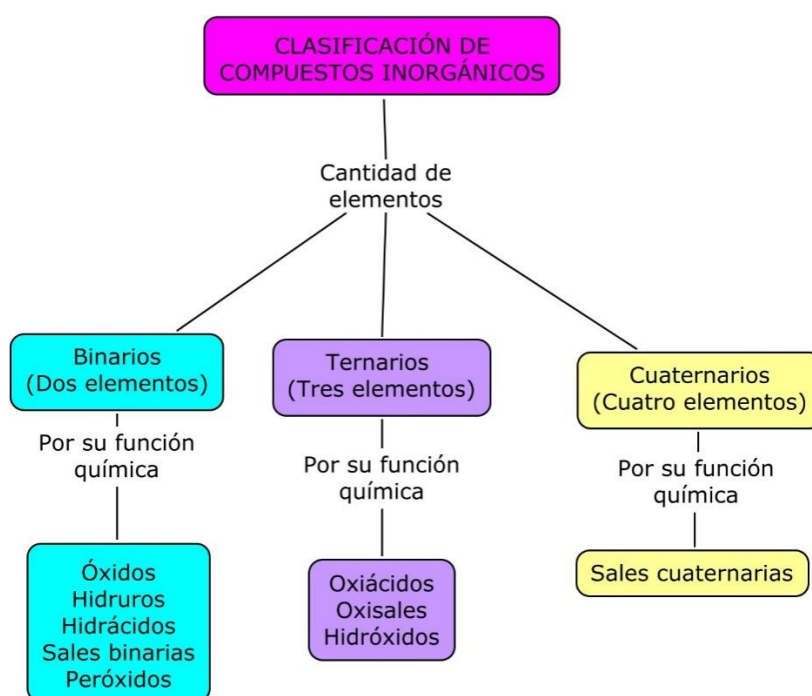 CLASIFICACIÓN DE
COMPUESTOS INORGÁNICOS
Cantidad de
elementos
Binarios
(Dos elementos)
Por su función
química
Óxidos
Hidruros
Hidrácidos
Sales binarias
Peróxidos
Ternarios
(Tres elementos)
Por su función
química
Oxiácidos
Oxisales
Hidróxidos
Cuaternarios
(Cuatro elementos)
Por su función
química
Sales cuaternarias